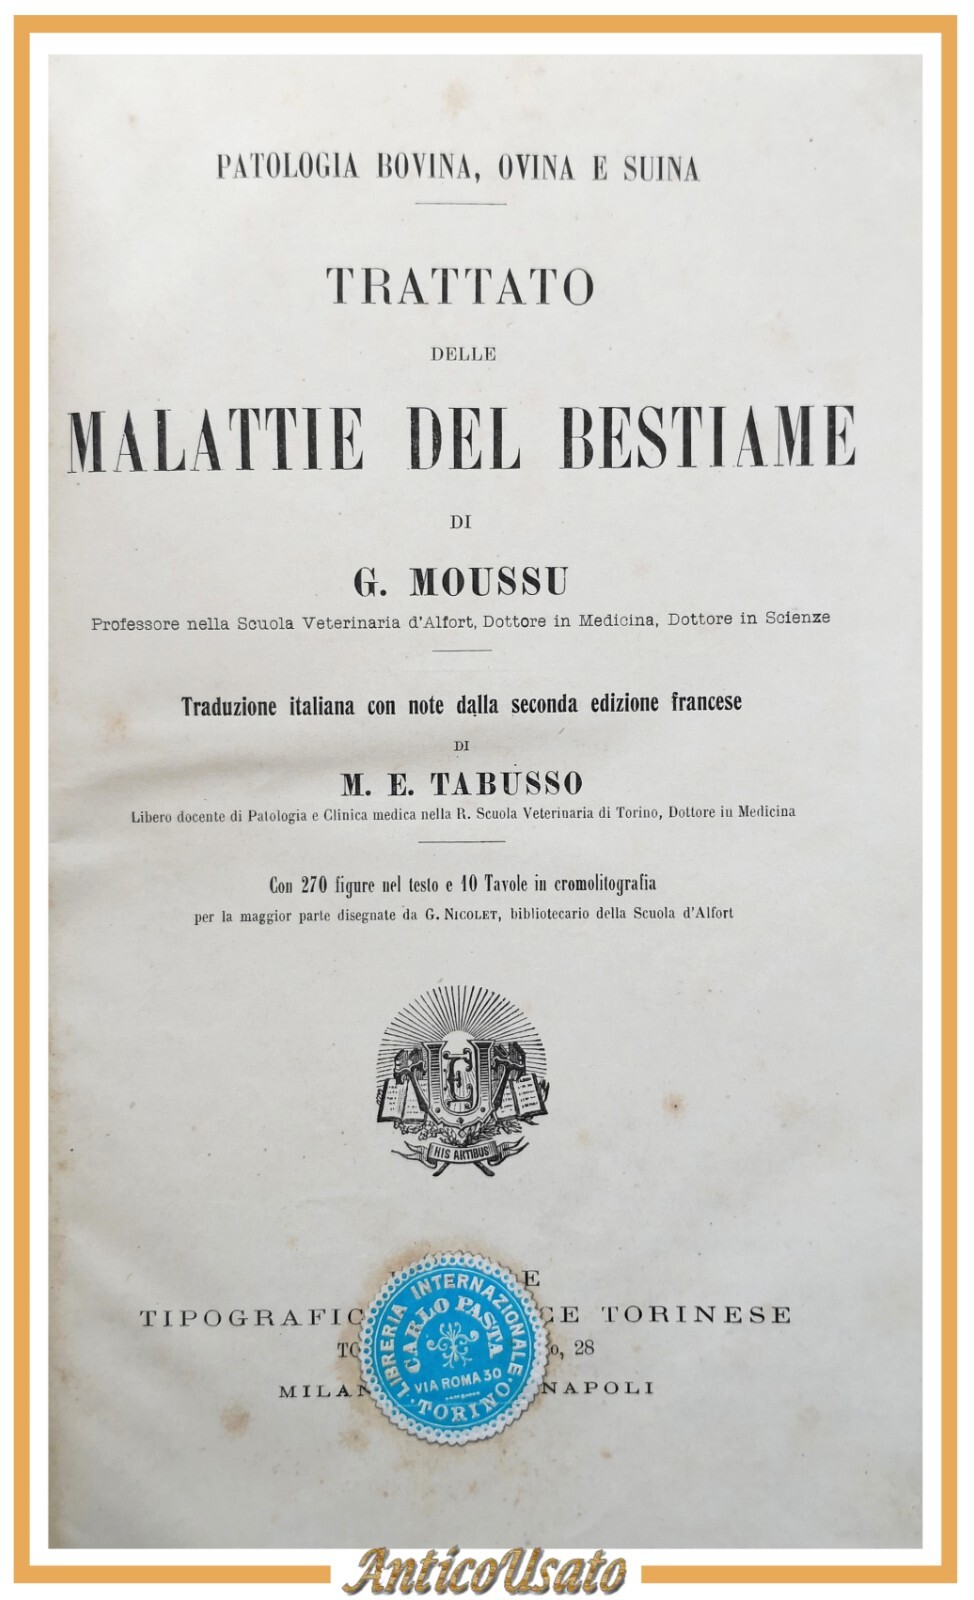 PATOLOGIA BOVINA, OVINA E SUINA
TRATTATO
DELLE
MALATTIE DEL BESTIAME
DI
G. MOUSSU
Professore nella Scuola Veterinaria d'Alfort, Dottore in Medicina, Dottore in Scienze
Traduzione italiana con note dalla seconda edizione francese
DI
M. E. TABUSSO
Libero docente di Patologia e Clinica medica nella R. Scuola Veterinaria di Torino, Dottore in Medicina
Con 270 figure nel testo e 10 Tavole in cromolitografia
per la maggior parte disegnate da G. NICOLET, bibliotecario della Scuola d'Alfort
HIS ARTIBUS
TORINESE
28
NAPOLI
LIBRERIA INTERNAZIONALE
CARLO PASTA
VIA ROMA 30
TORINO
AnticoUsato